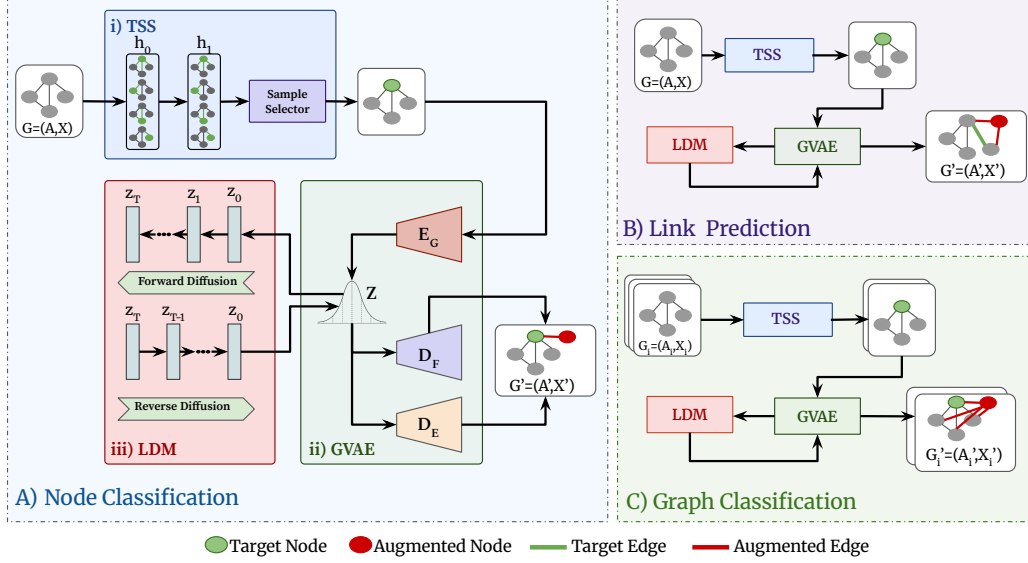 i) TSS
h0
h1
G=(A,X)
Sample
Selector
zT
z1
z0
Forward Diffusion
zT
zT-1
z0
Reverse Diffusion
iii) LDM
EG
Z
DF
DE
ii) GVAE
G'=(A',X')
A) Node Classification
G=(A,X)
TSS
LDM
GVAE
G'=(A',X')
B) Link Prediction
Gi=(Ai,Xi)
TSS
LDM
GVAE
Gi'=(Ai',Xi')
C) Graph Classification
Target Node
Augmented Node
Target Edge
Augmented Edge